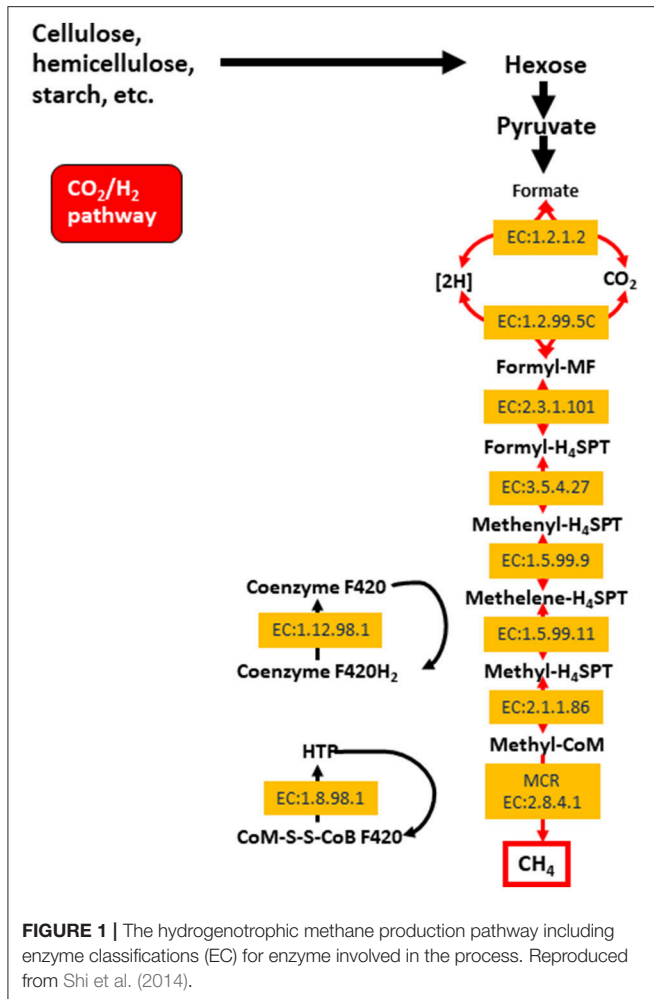 Cellulose,
hemicellulose,
starch, etc.
Hexose
Pyruvate
CO₂/H₂
pathway
Formate
EC:1.2.1.2
[2H]
CO₂
EC:1.2.99.5C
Formyl-MF
EC:2.3.1.101
Formyl-H₄SPT
EC:3.5.4.27
Methenyl-H₄SPT
EC:1.5.99.9
Coenzyme F420
Methelene-H₄SPT
EC:1.12.98.1
EC:1.5.99.11
Coenzyme F420H₂
Methyl-H₄SPT
EC:2.1.1.86
HTP
Methyl-CoM
EC:1.8.98.1
MCR
EC:2.8.4.1
CoM-S-S-CoB F420
CH₄
FIGURE 1 | The hydrogenotrophic methane production pathway including
enzyme classifications (EC) for enzyme involved in the process. Reproduced
from Shi et al. (2014).